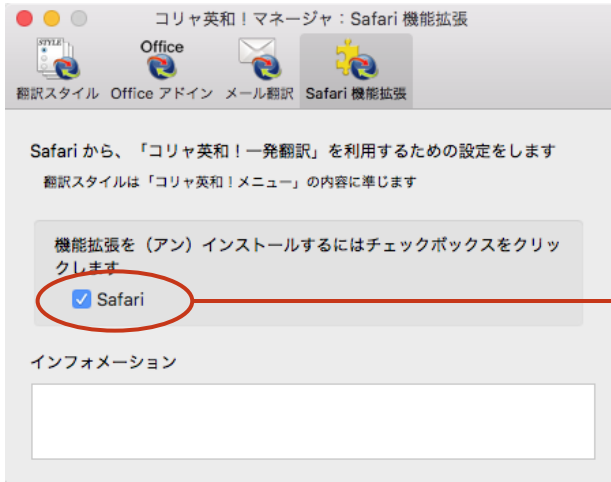 コリャ英和！マネージャ：Safari 機能拡張
STYLE
Office
翻訳スタイル Office アドイン メール翻訳 Safari 機能拡張
Safari から、「コリャ英和！一発翻訳」を利用するための設定をします
翻訳スタイルは「コリャ英和！メニュー」の内容に準じます
機能拡張を（アン）インストールするにはチェックボックスをクリッ
クします
Safari
インフォメーション